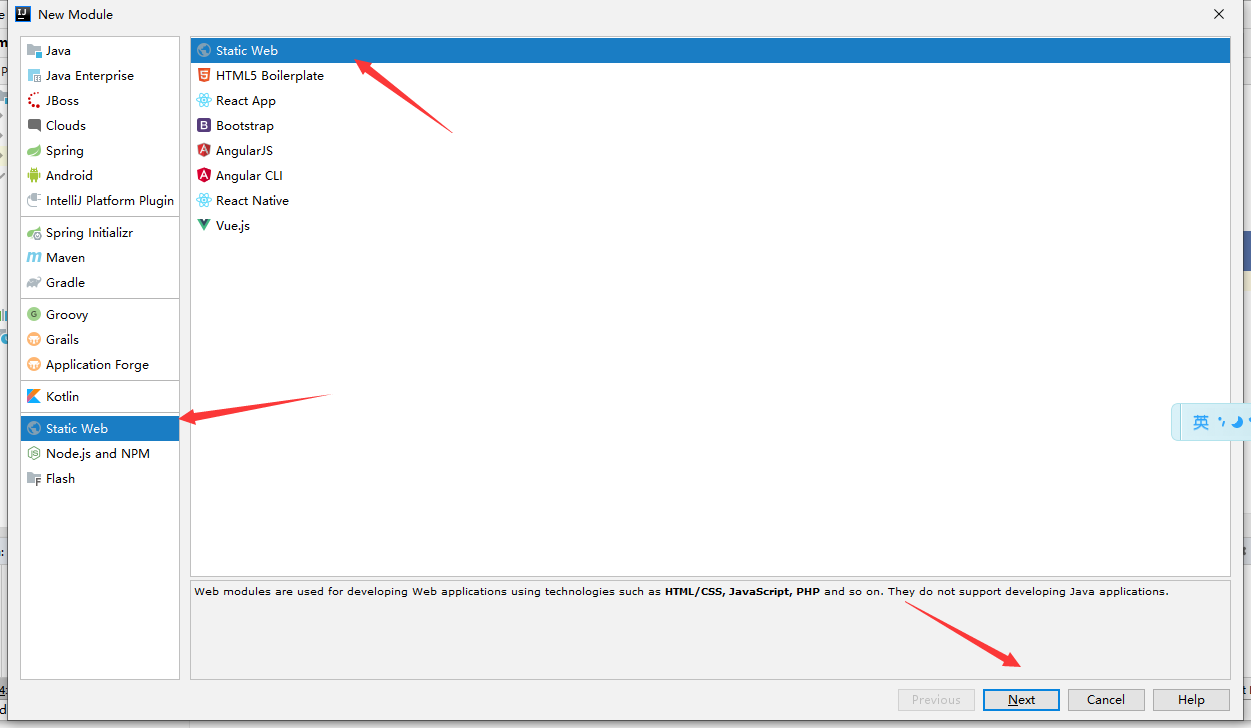 New Module
Java
Java Enterprise
JBoss
Clouds
Spring
Android
IntelliJ Platform Plugin
Spring Initializr
Maven
Gradle
Groovy
Grails
Application Forge
Kotlin
Static Web
Node.js and NPM
Flash
Static Web
HTML5 Boilerplate
React App
Bootstrap
AngularJS
Angular CLI
React Native
Vue.js
英
Web modules are used for developing Web applications using technologies such as HTML/CSS, JavaScript, PHP and so on. They do not support developing Java applications.
Previous Next Cancel Help